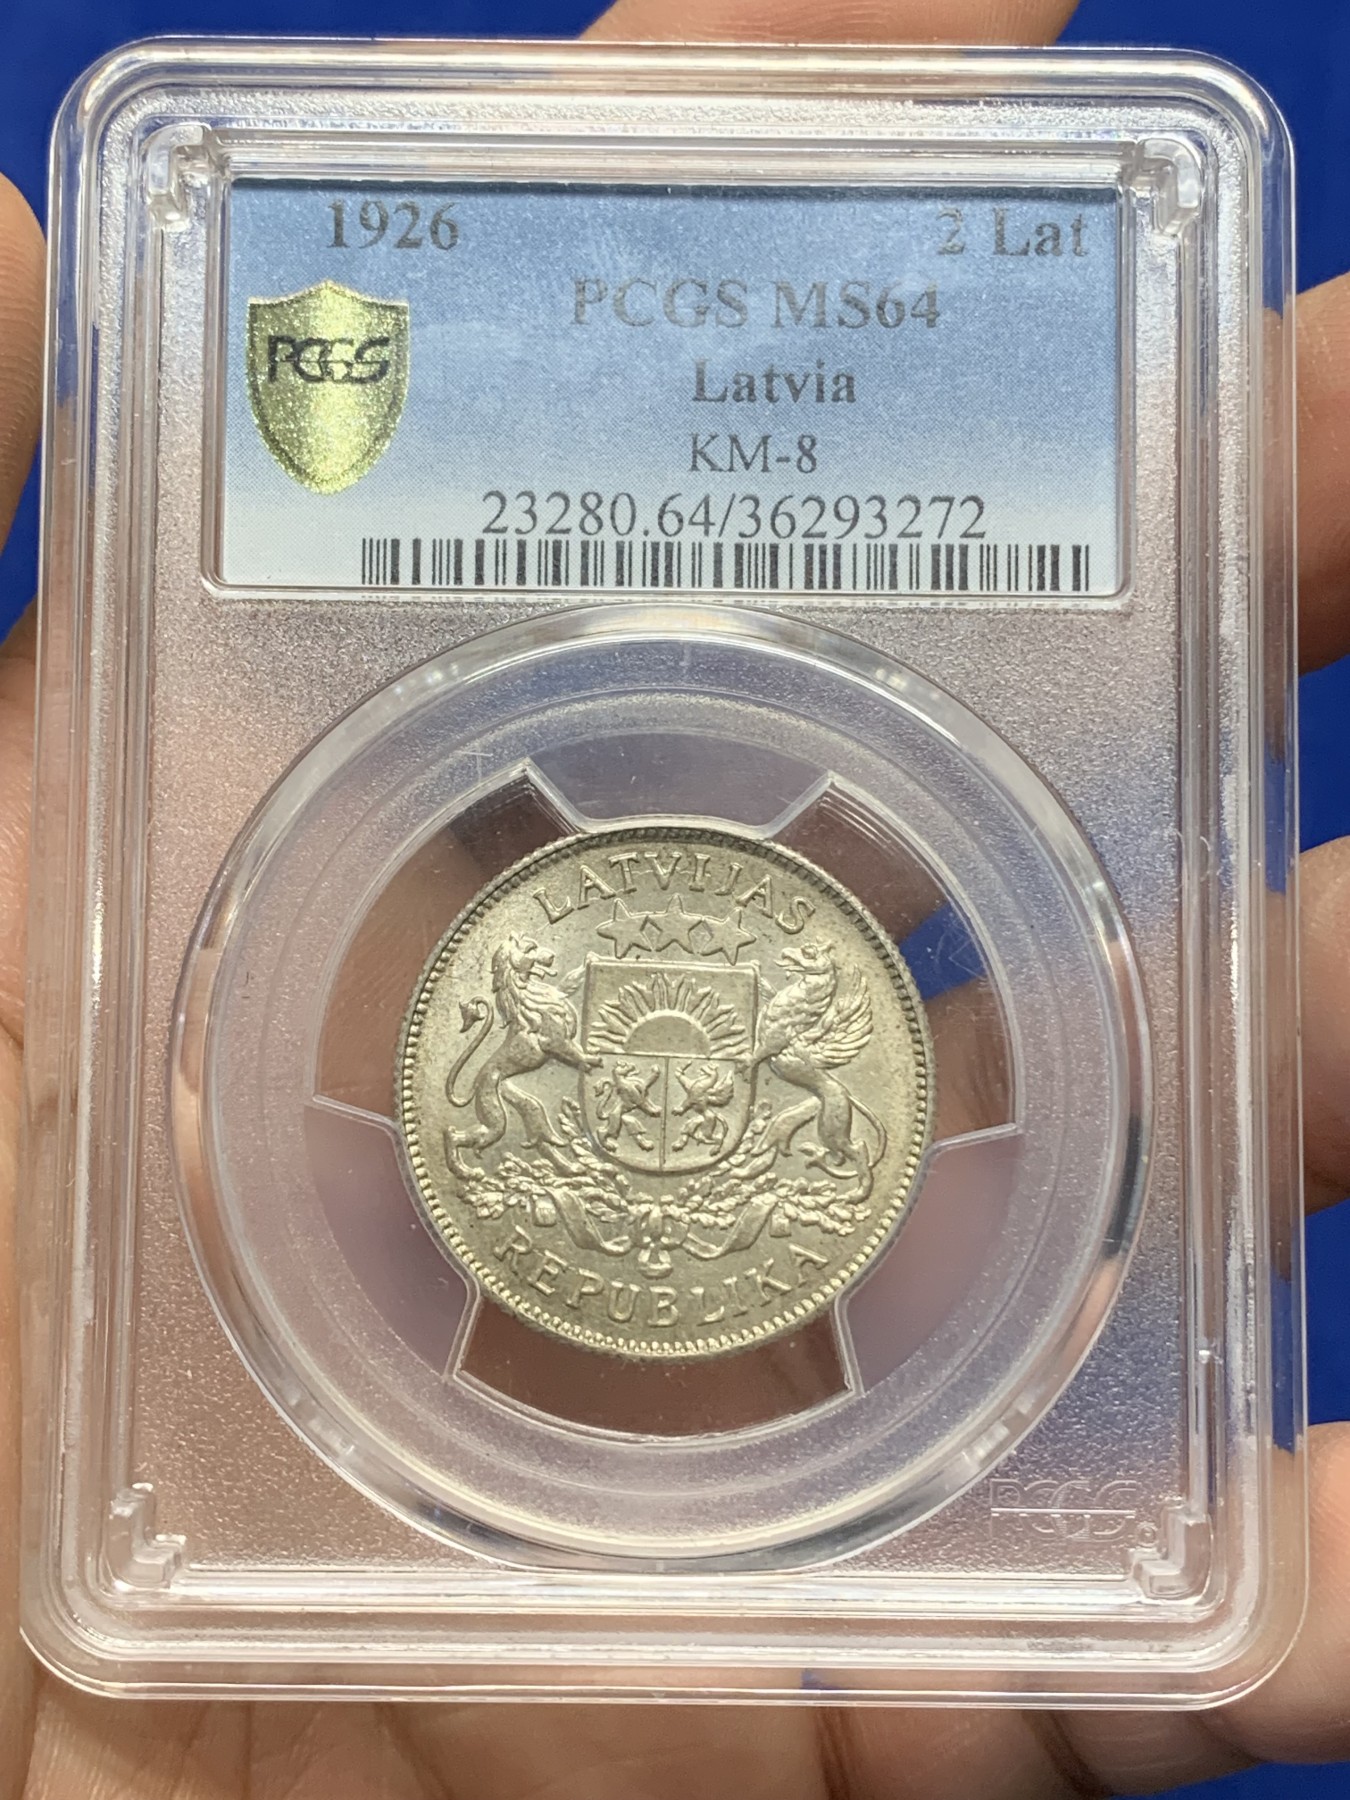 1926 2 Lat
PCGS MS64
PCGS
Latvia
KM-8
23280.64/36293272
LATVIJAS
REPUBLIKA
PCGS